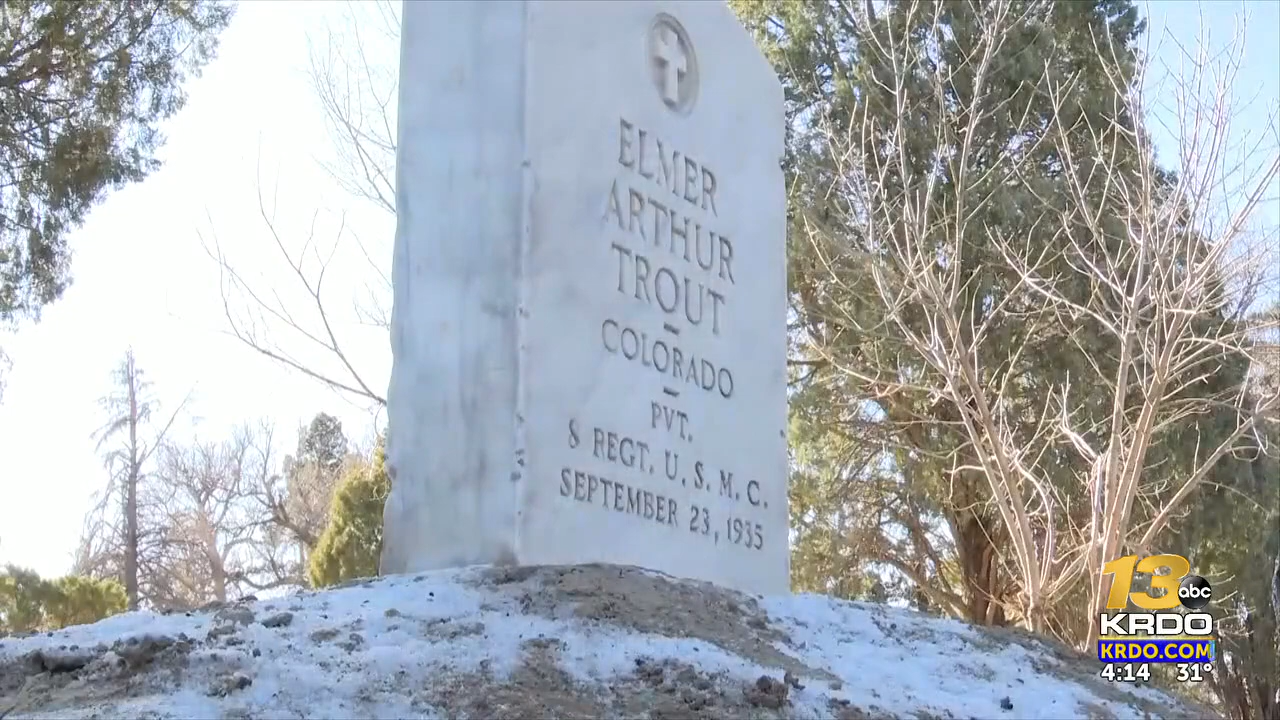 ELMER
ARTHUR
TROUT
COLORADO
PVT.
8 REGT. U. S. M. C.
SEPTEMBER 23, 1935
13 abc
KRDO
KRDO.COM
4:14 31°